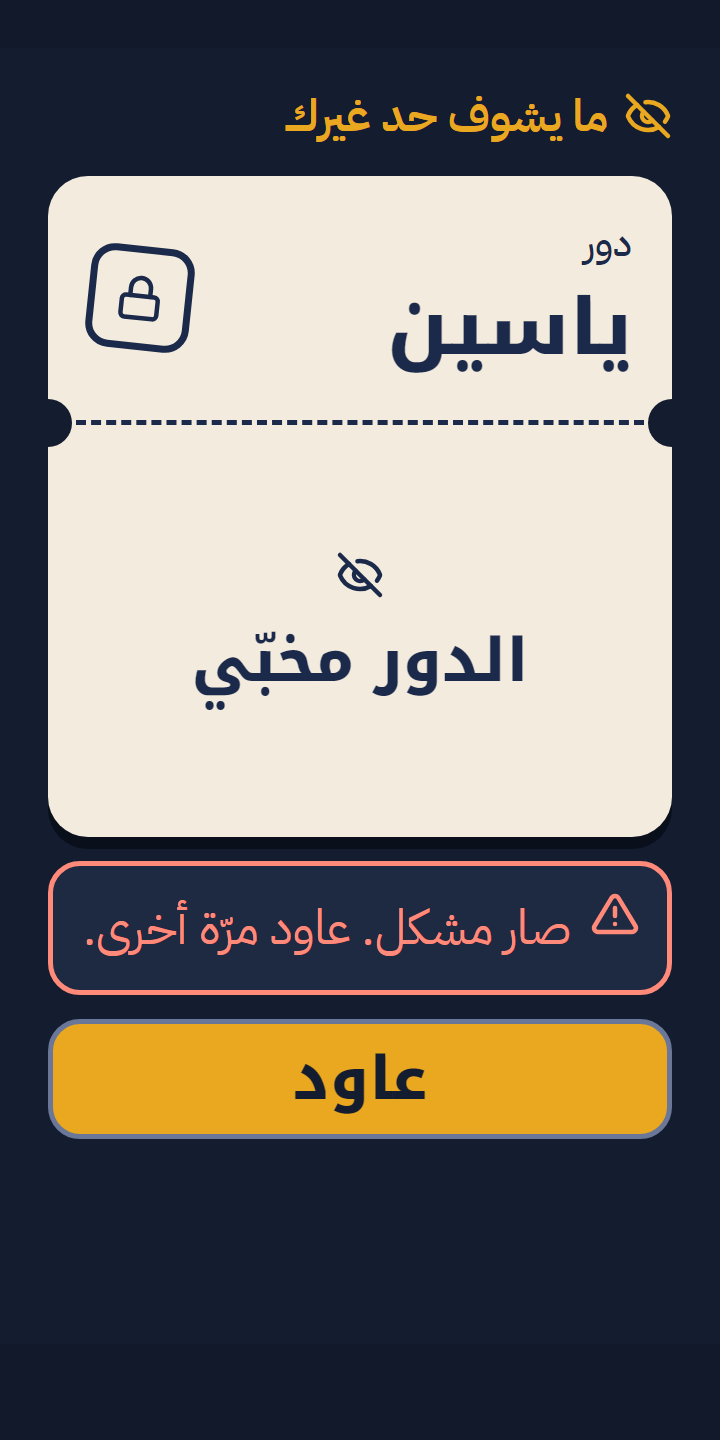 ما يشوف حد غيرك
دور
ياسين
الدور مخبّي
صار مشكل. عاود مرّة أخرى.
عاود